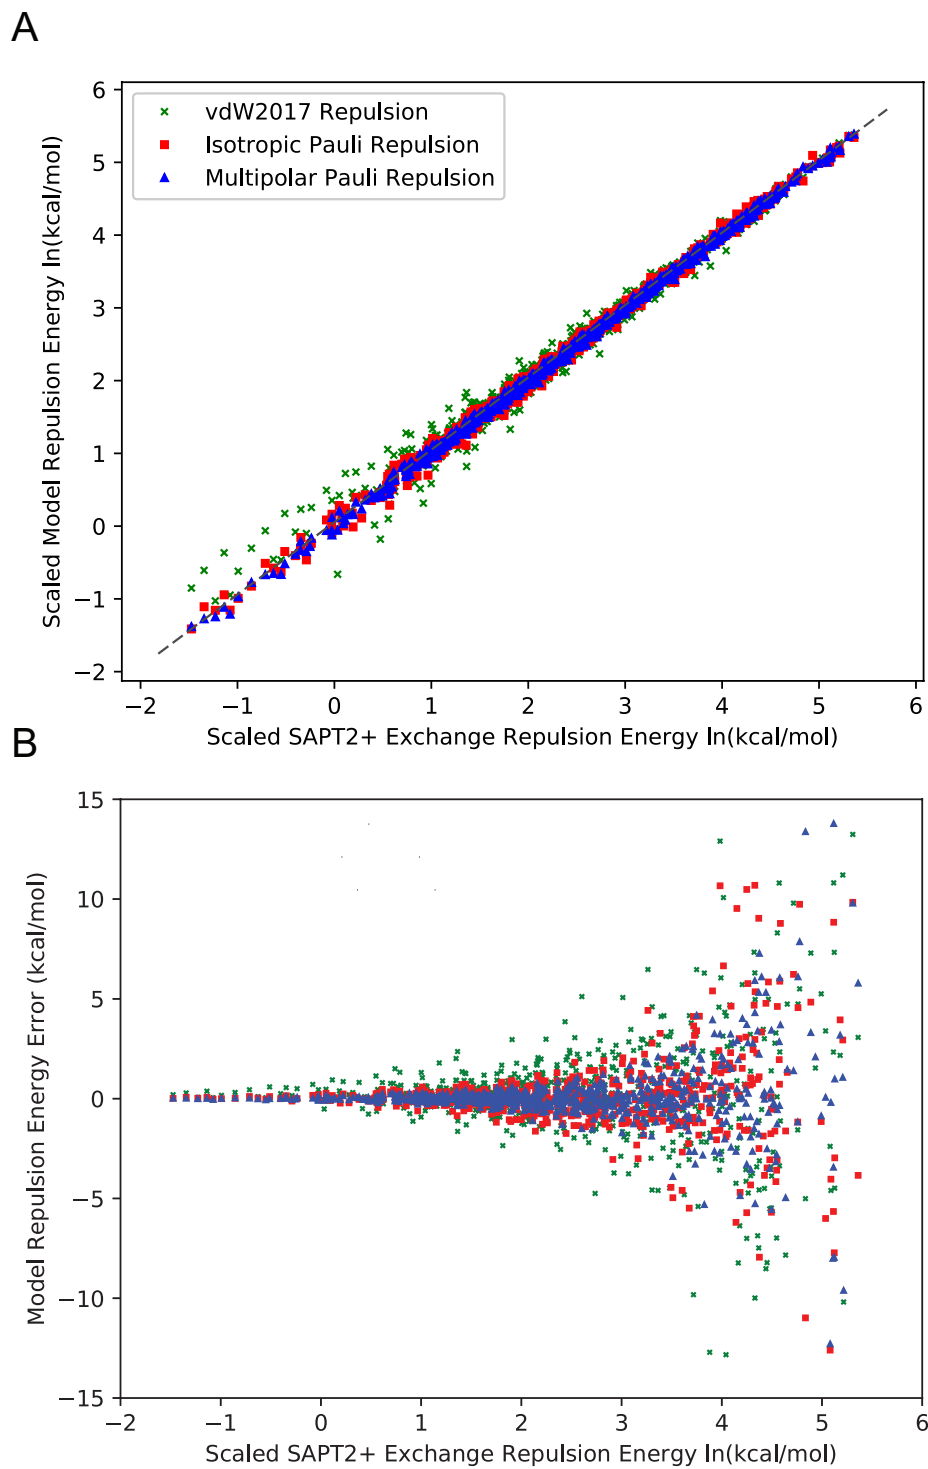 A
6
5
4
3
2
1
0
−1
−2
Scaled Model Repulsion Energy ln(kcal/mol)
vdW2017 Repulsion
Isotropic Pauli Repulsion
Multipolar Pauli Repulsion
−2 −1 0 1 2 3 4 5 6
Scaled SAPT2+ Exchange Repulsion Energy ln(kcal/mol)
B
15
10
5
0
−5
−10
−15
Model Repulsion Energy Error (kcal/mol)
−2 −1 0 1 2 3 4 5 6
Scaled SAPT2+ Exchange Repulsion Energy ln(kcal/mol)